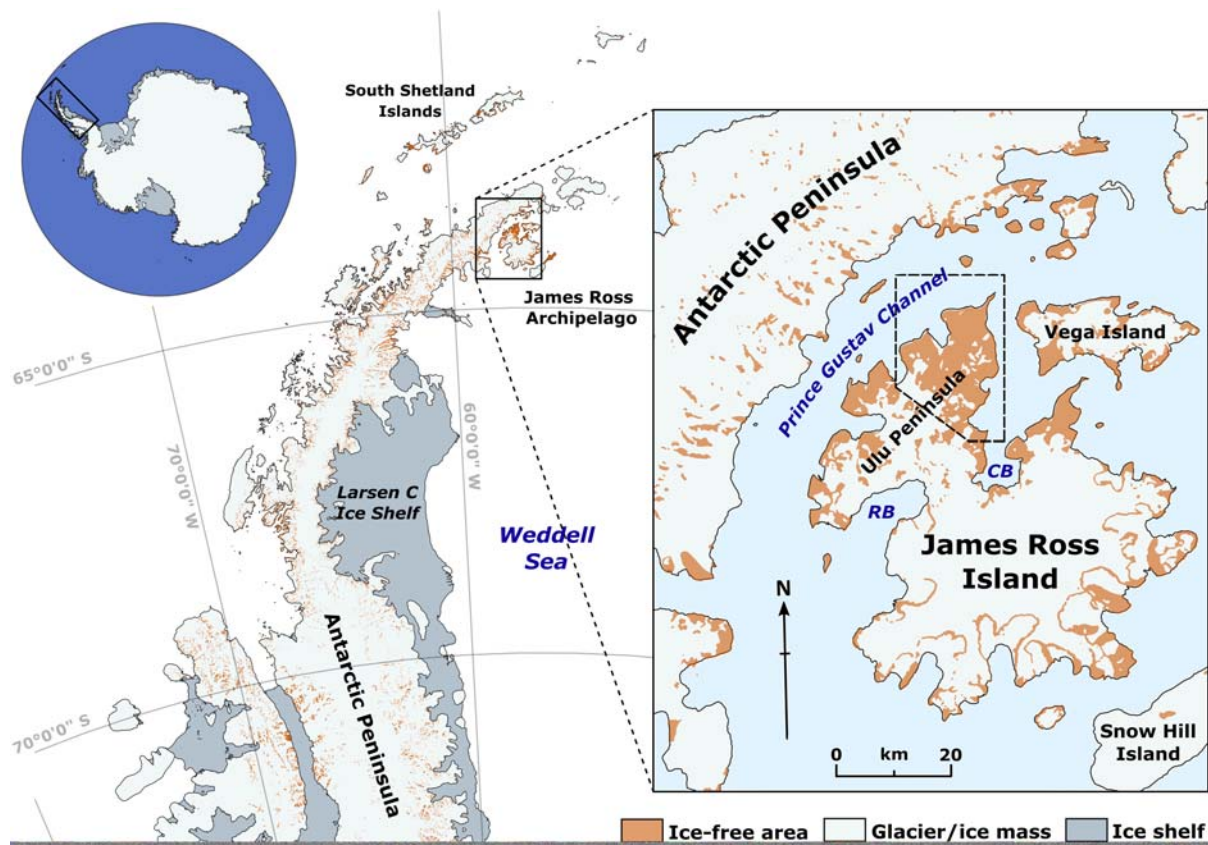 South Shetland
Islands
James Ross
Archipelago
65°0'0" S
70°0'0" W
60°0'0" W
Larsen C
Ice Shelf
Weddell
Sea
Antarctic Peninsula
70°0'0" S
Antarctic Peninsula
Prince Gustav Channel
Vega Island
Ulu Peninsula
CB
RB
James Ross
Island
N
Snow Hill
Island
0 km 20
Ice-free area Glacier/ice mass Ice shelf